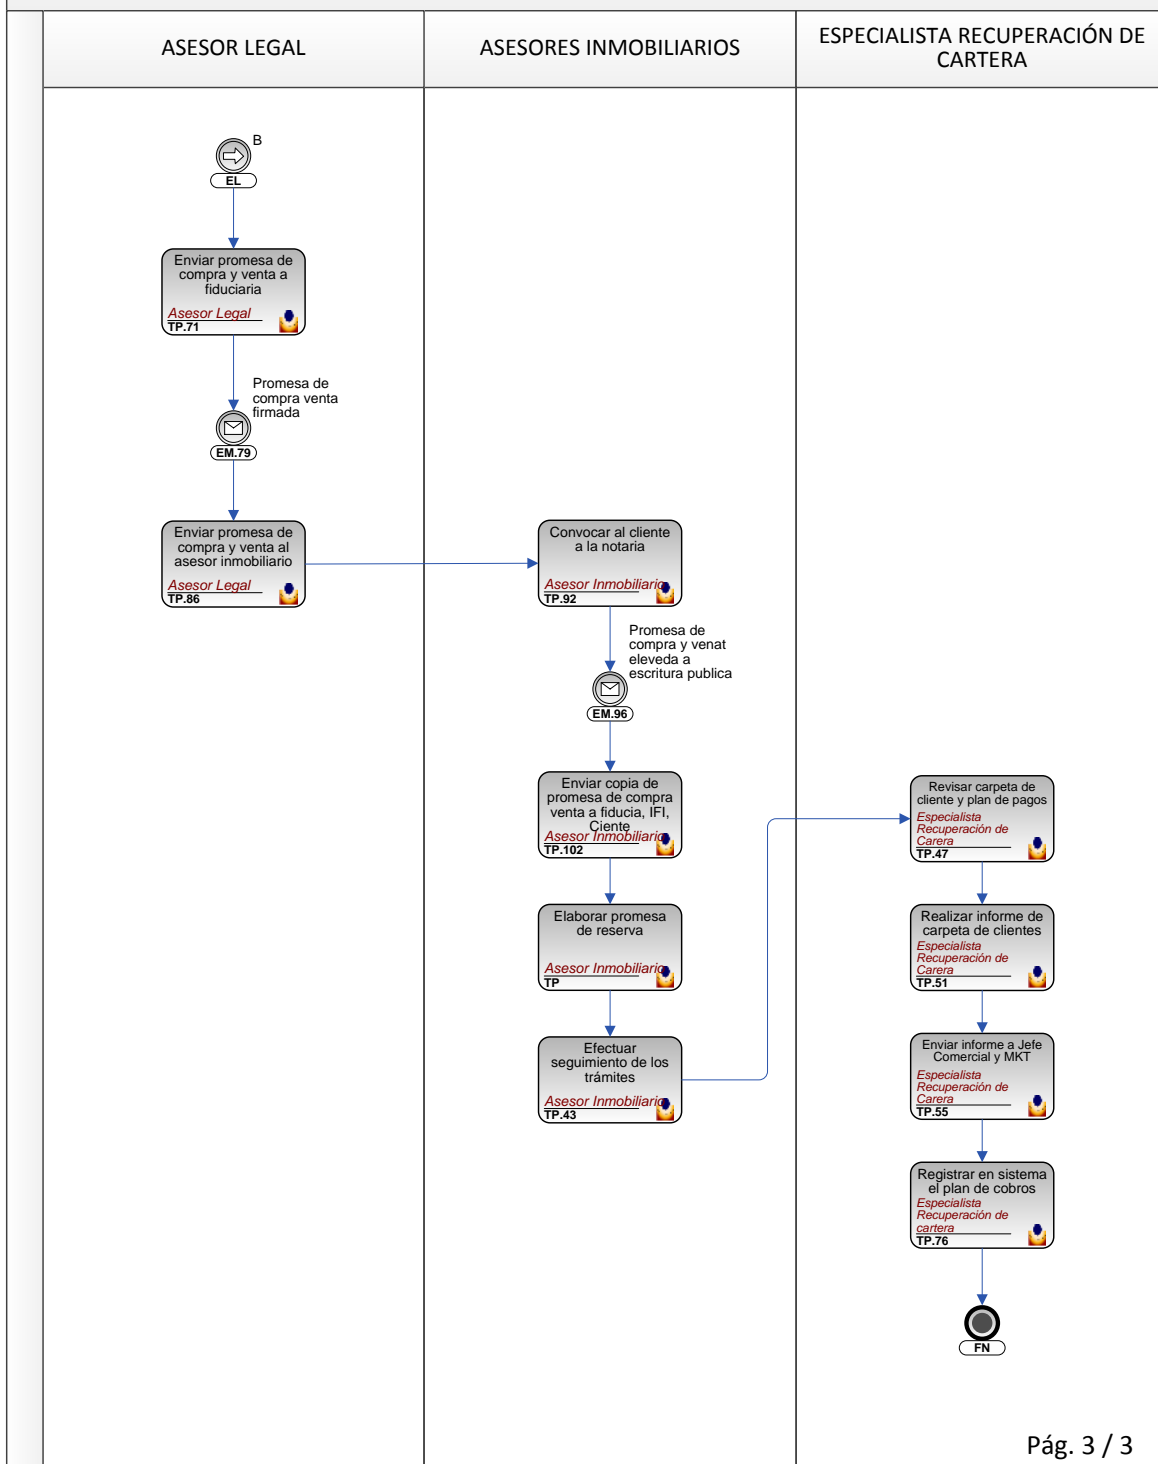 ASESOR LEGAL
ASESORES INMOBILIARIOS
ESPECIALISTA RECUPERACIÓN DE
CARTERA
B
EL
Enviar promesa de
compra y venta a
fiduciaria
Asesor Legal
TP.71
Promesa de
compra venta
firmada
EM.79
Enviar promesa de
compra y venta al
asesor inmobiliario
Asesor Legal
TP.86
Convocar al cliente
a la notaria
Asesor Inmobiliario
TP.92
Promesa de
compra y venat
eleveda a
escritura publica
EM.96
Enviar copia de
promesa de compra
venta a fiducia, IFI,
Ciente
Asesor Inmobiliario
TP.102
Elaborar promesa
de reserva
Asesor Inmobiliario
TP
Efectuar
seguimiento de los
trámites
Asesor Inmobiliario
TP.43
Revisar carpeta de
cliente y plan de pagos
Especialista
Recuperación de
Carera
TP.47
Realizar informe de
carpeta de clientes
Especialista
Recuperación de
Carera
TP.51
Enviar informe a Jefe
Comercial y MKT
Especialista
Recuperación de
Carera
TP.55
Registrar en sistema
el plan de cobros
Especialista
Recuperación de
cartera
TP.76
FN
Pág. 3 / 3